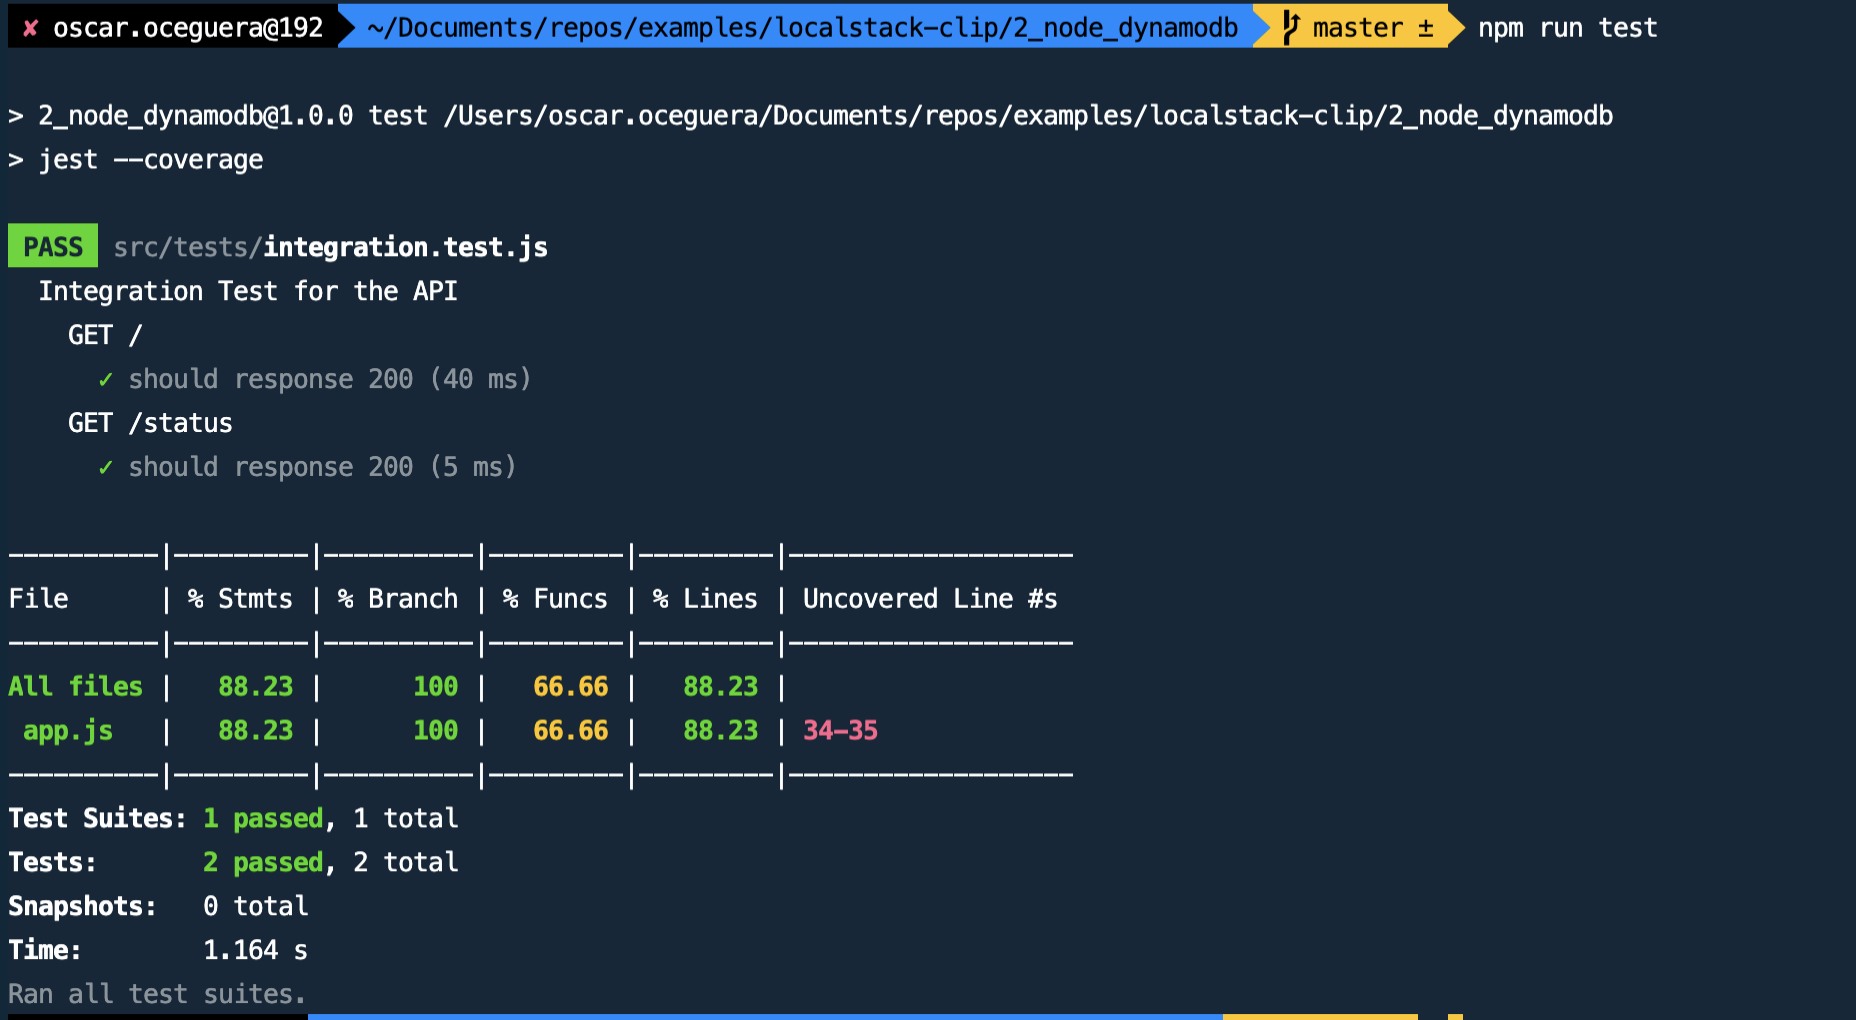 ✘ oscar.oceguera@192 ~/Documents/repos/examples/localstack-clip/2_node_dynamodb master ± npm run test
> 2_node_dynamodb@1.0.0 test /Users/oscar.oceguera/Documents/repos/examples/localstack-clip/2_node_dynamodb
> jest --coverage
PASS src/tests/integration.test.js
Integration Test for the API
GET /
✓ should response 200 (40 ms)
GET /status
✓ should response 200 (5 ms)
----------|---------|----------|---------|---------|-------------------
File | % Stmts | % Branch | % Funcs | % Lines | Uncovered Line #s
----------|---------|----------|---------|---------|-------------------
All files | 88.23 | 100 | 66.66 | 88.23 |
app.js | 88.23 | 100 | 66.66 | 88.23 | 34-35
----------|---------|----------|---------|---------|-------------------
Test Suites: 1 passed, 1 total
Tests: 2 passed, 2 total
Snapshots: 0 total
Time: 1.164 s
Ran all test suites.